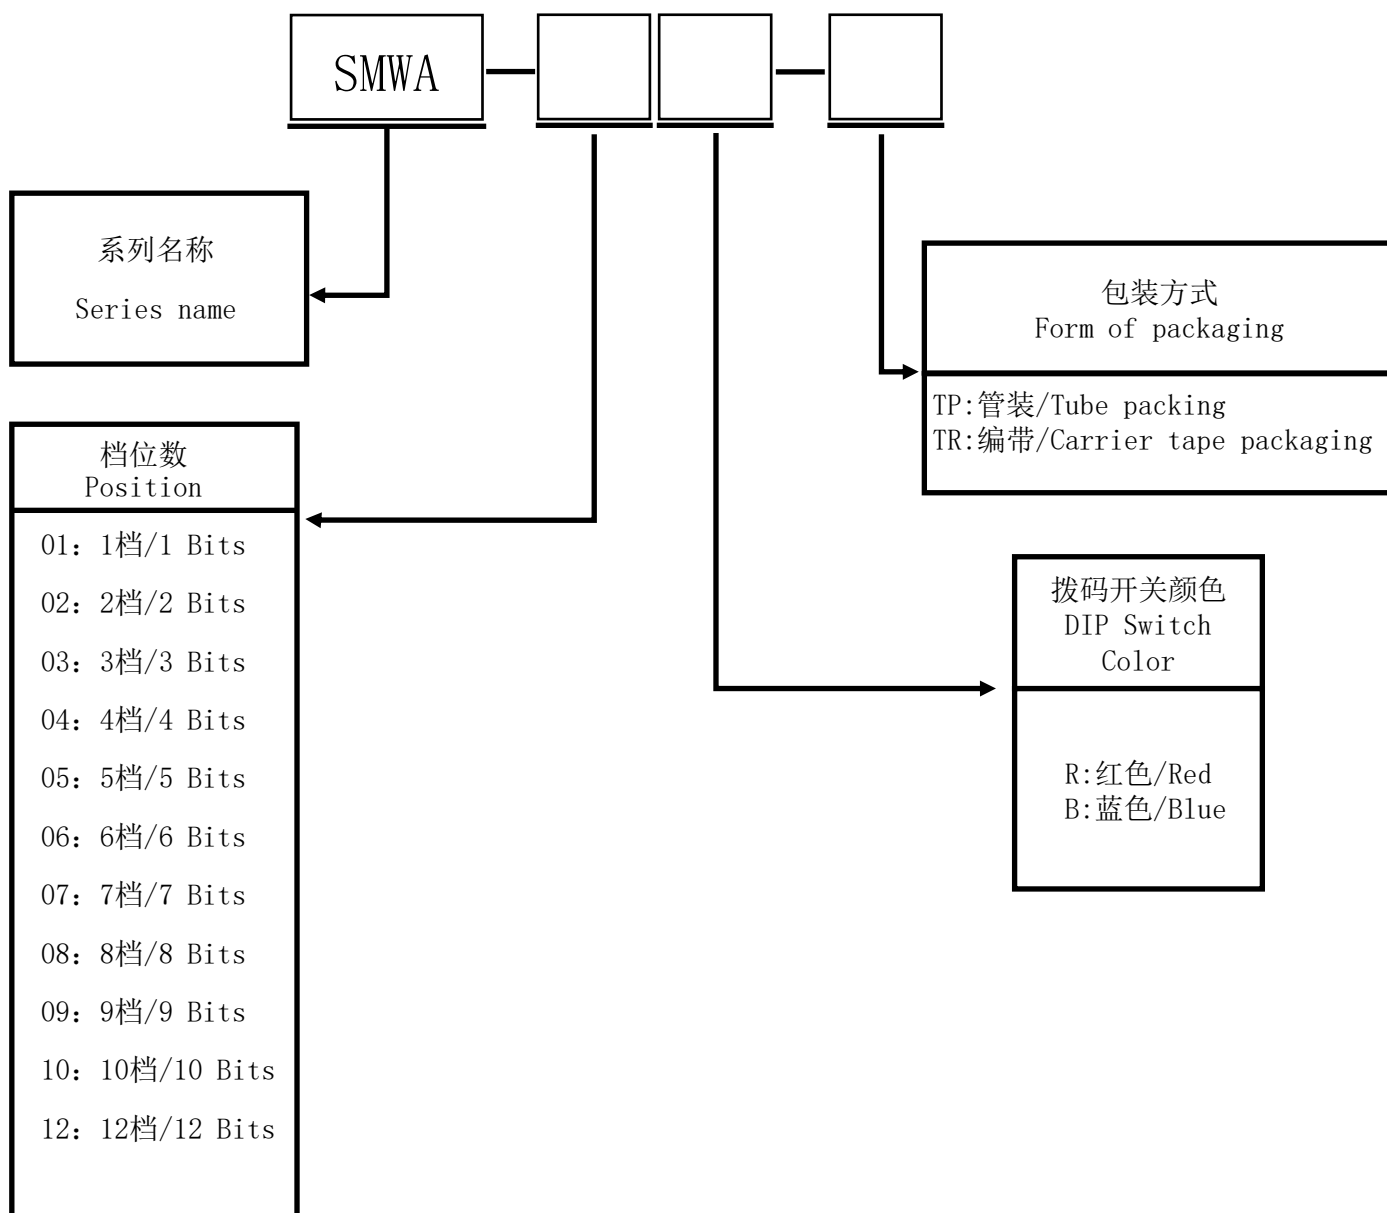 SMWA
系列名称
Series name
包装方式
Form of packaging
TP:管装/Tube packing
TR:编带/Carrier tape packaging
档位数
Position
01：1档/1 Bits
02：2档/2 Bits
03：3档/3 Bits
04：4档/4 Bits
05：5档/5 Bits
06：6档/6 Bits
07：7档/7 Bits
08：8档/8 Bits
09：9档/9 Bits
10：10档/10 Bits
12：12档/12 Bits
拨码开关颜色
DIP Switch
Color
R:红色/Red
B:蓝色/Blue